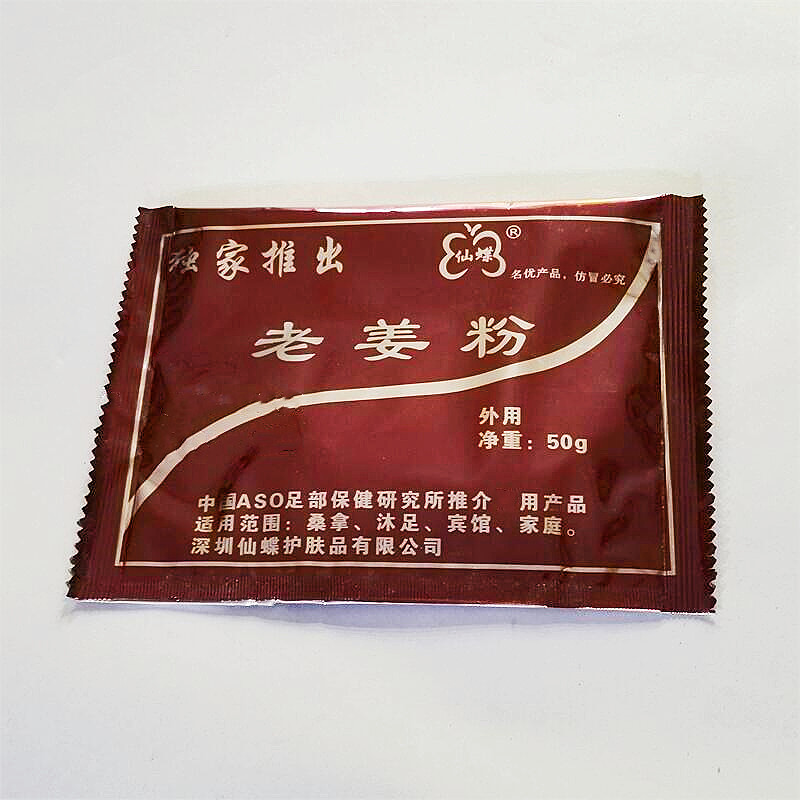 独家推出
仙蝶®
名优产品，仿冒必究
老姜粉
外用
净重：50g
中国ASO足部保健研究所推介 用产品
适用范围：桑拿、沐足、宾馆、家庭。
深圳仙蝶护肤品有限公司